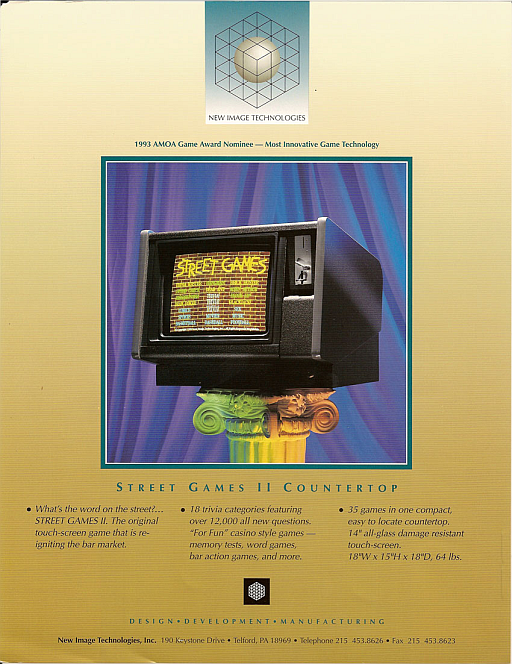 NEW IMAGE TECHNOLOGIES
1993 AMOA Game Award Nominee — Most Innovative Game Technology
STREET GAMES
STREET GAMES II COUNTERTOP
• What's the word on the street?...
STREET GAMES II. The original
touch-screen game that is re-
igniting the bar market.
• 18 trivia categories featuring
over 12,000 all new questions.
"For Fun" casino style games —
memory tests, word games,
bar action games, and more.
• 35 games in one compact,
easy to locate countertop.
14" all-glass damage resistant
touch-screen.
18"W x 15"H x 18"D, 64 lbs.
DESIGN • DEVELOPMENT • MANUFACTURING
New Image Technologies, Inc. 190 Keystone Drive • Telford, PA 18969 • Telephone 215 453.8626 • Fax 215 453.8623